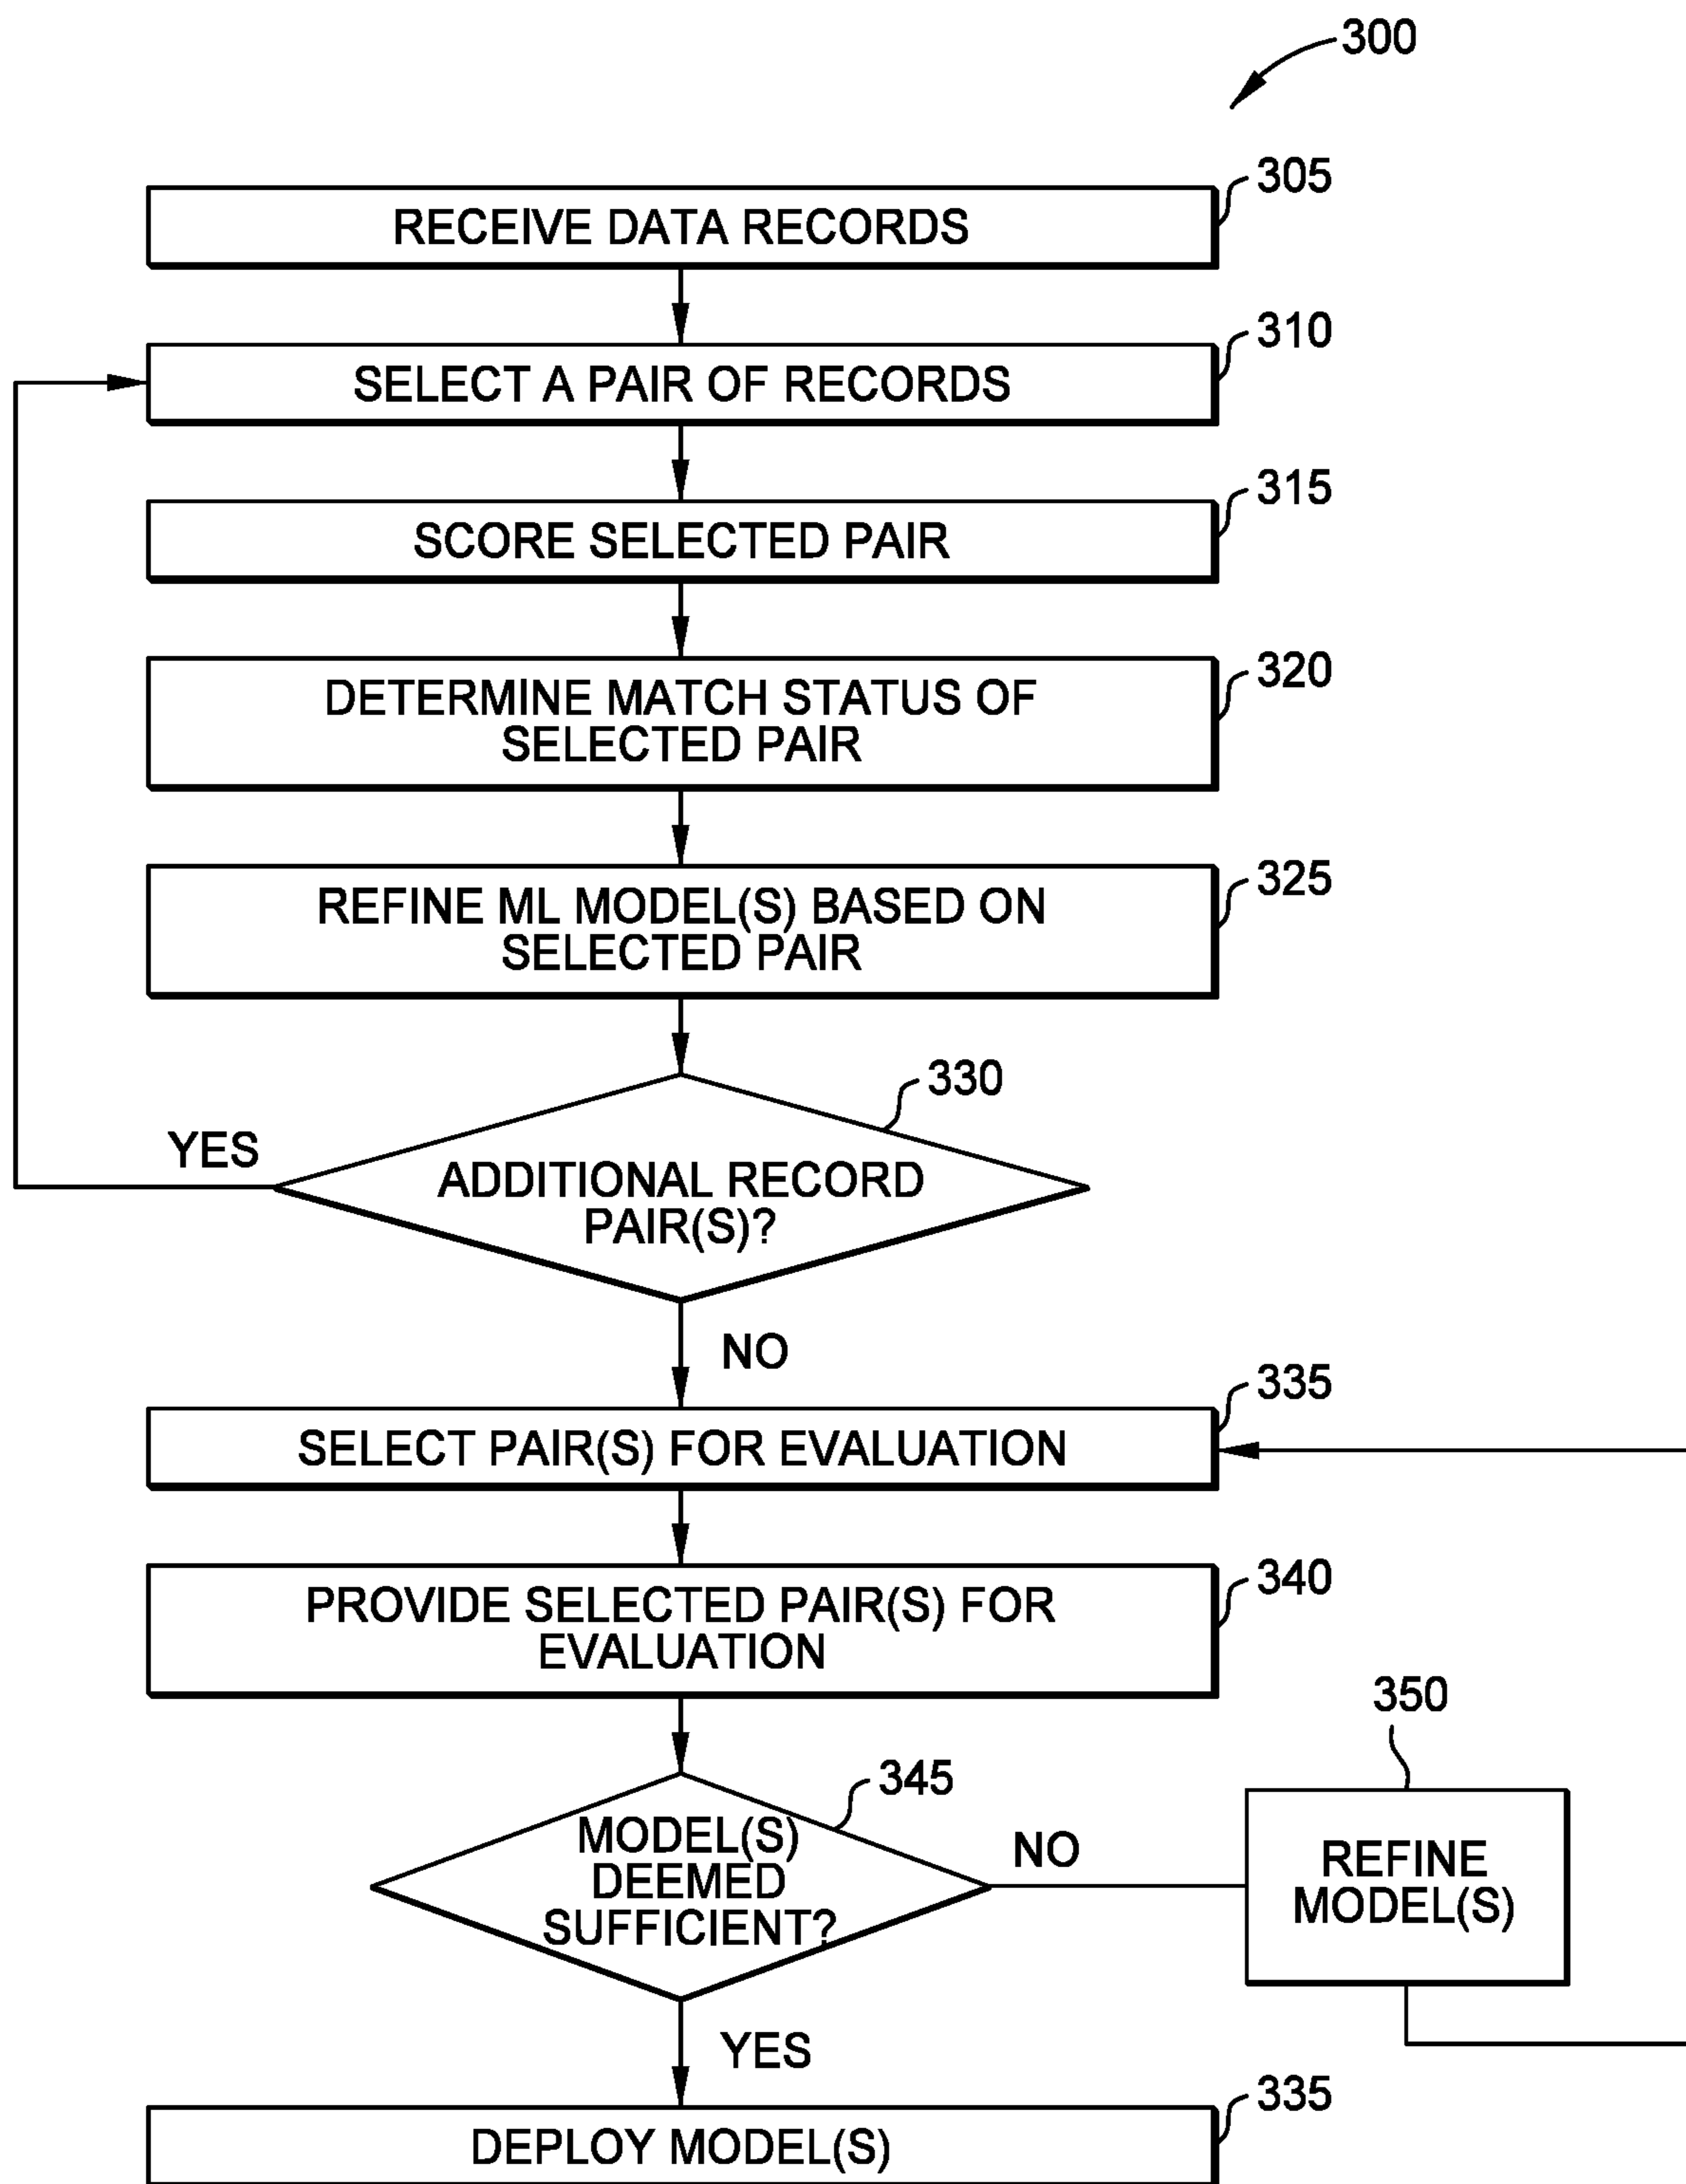 300
305
RECEIVE DATA RECORDS
310
SELECT A PAIR OF RECORDS
315
SCORE SELECTED PAIR
320
DETERMINE MATCH STATUS OF
SELECTED PAIR
325
REFINE ML MODEL(S) BASED ON
SELECTED PAIR
330
YES
ADDITIONAL RECORD
PAIR(S)?
NO
335
SELECT PAIR(S) FOR EVALUATION
340
PROVIDE SELECTED PAIR(S) FOR
EVALUATION
350
345
MODEL(S)
DEEMED
SUFFICIENT?
NO
REFINE
MODEL(S)
YES
335
DEPLOY MODEL(S)